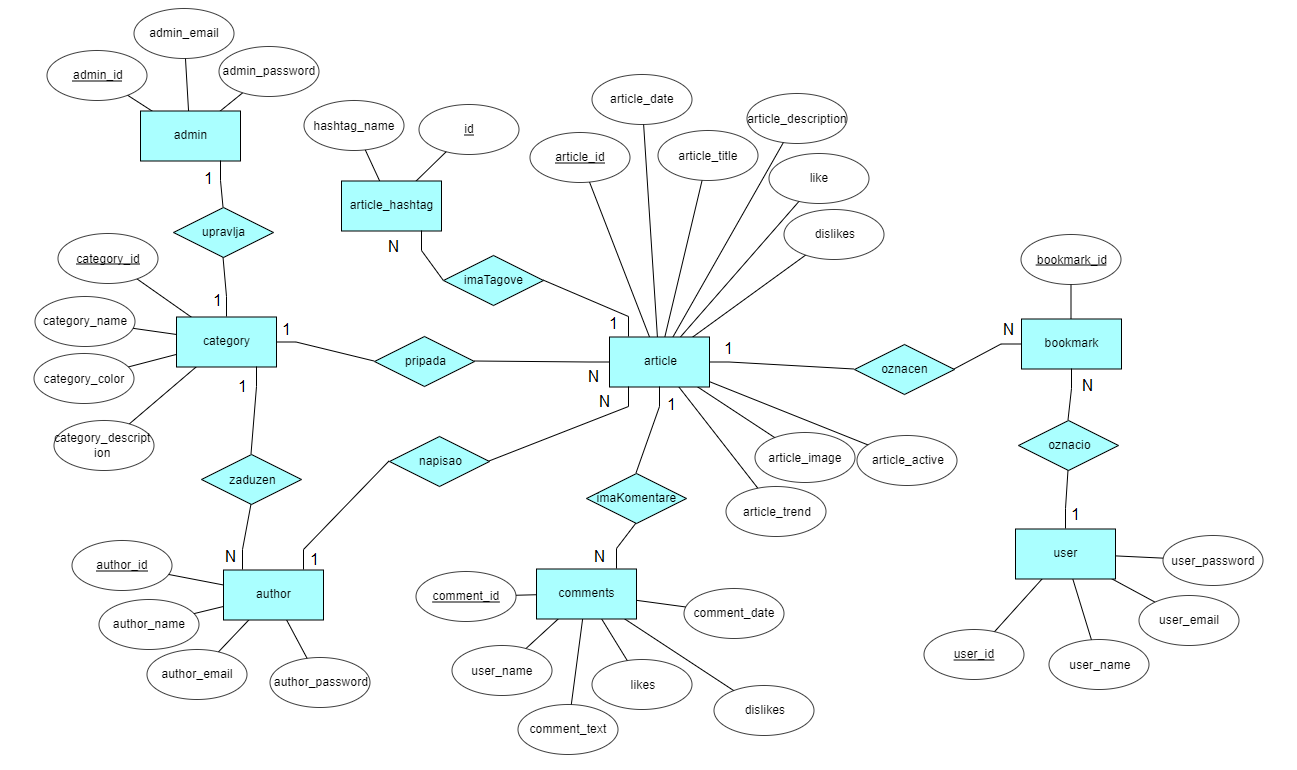 admin_email
admin_id
admin_password
admin
1
upravlja
1
category_id
category_name
category_color
category_descript
ion
category
1
1
zaduzen
N
author_id
author_name
author_email
author_password
author
1
hashtag_name
id
article_hashtag
N
imaTagove
1
pripada
N
N
napisao
article_date
article_id
article_title
article_description
like
dislikes
article
1
1
article_image
article_active
article_trend
imaKomentare
N
comments
comment_id
comment_date
user_name
likes
comment_text
dislikes
oznacen
N
bookmark_id
bookmark
N
oznacio
1
user
user_password
user_email
user_id
user_name